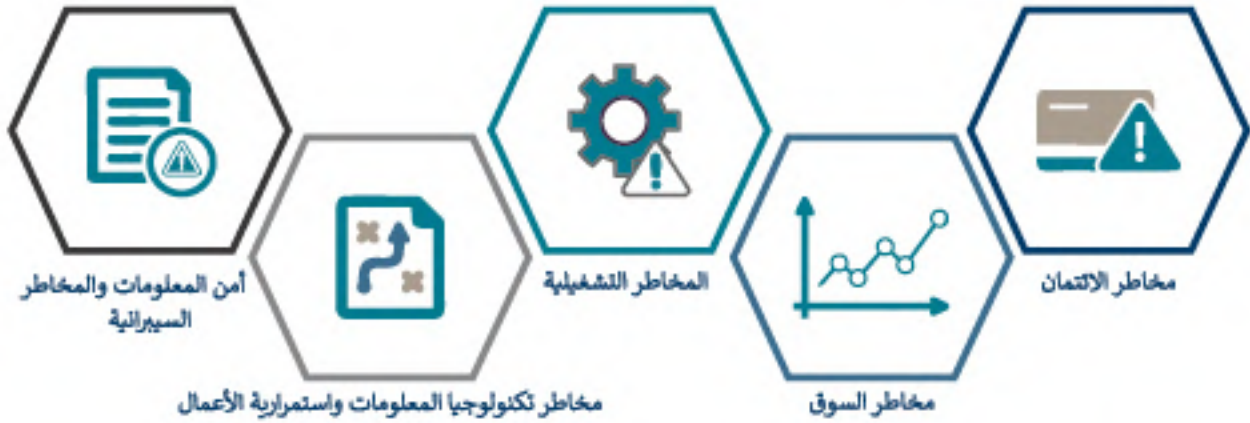 مخاطر الائتمان
مخاطر السوق
المخاطر التشغيلية
مخاطر تكنولوجيا المعلومات واستمرارية الأعمال
أمن المعلومات والمخاطر
السيبرانية